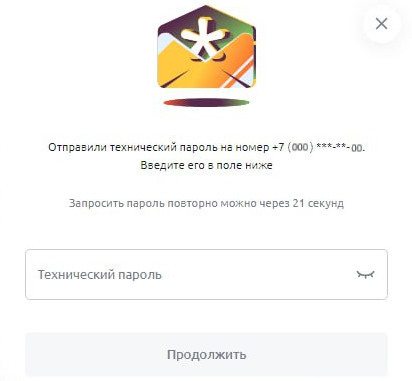 Отправили технический пароль на номер +7 (000) ***-**-00.
Введите его в поле ниже
Запросить пароль повторно можно через 21 секунд
Технический пароль
Продолжить